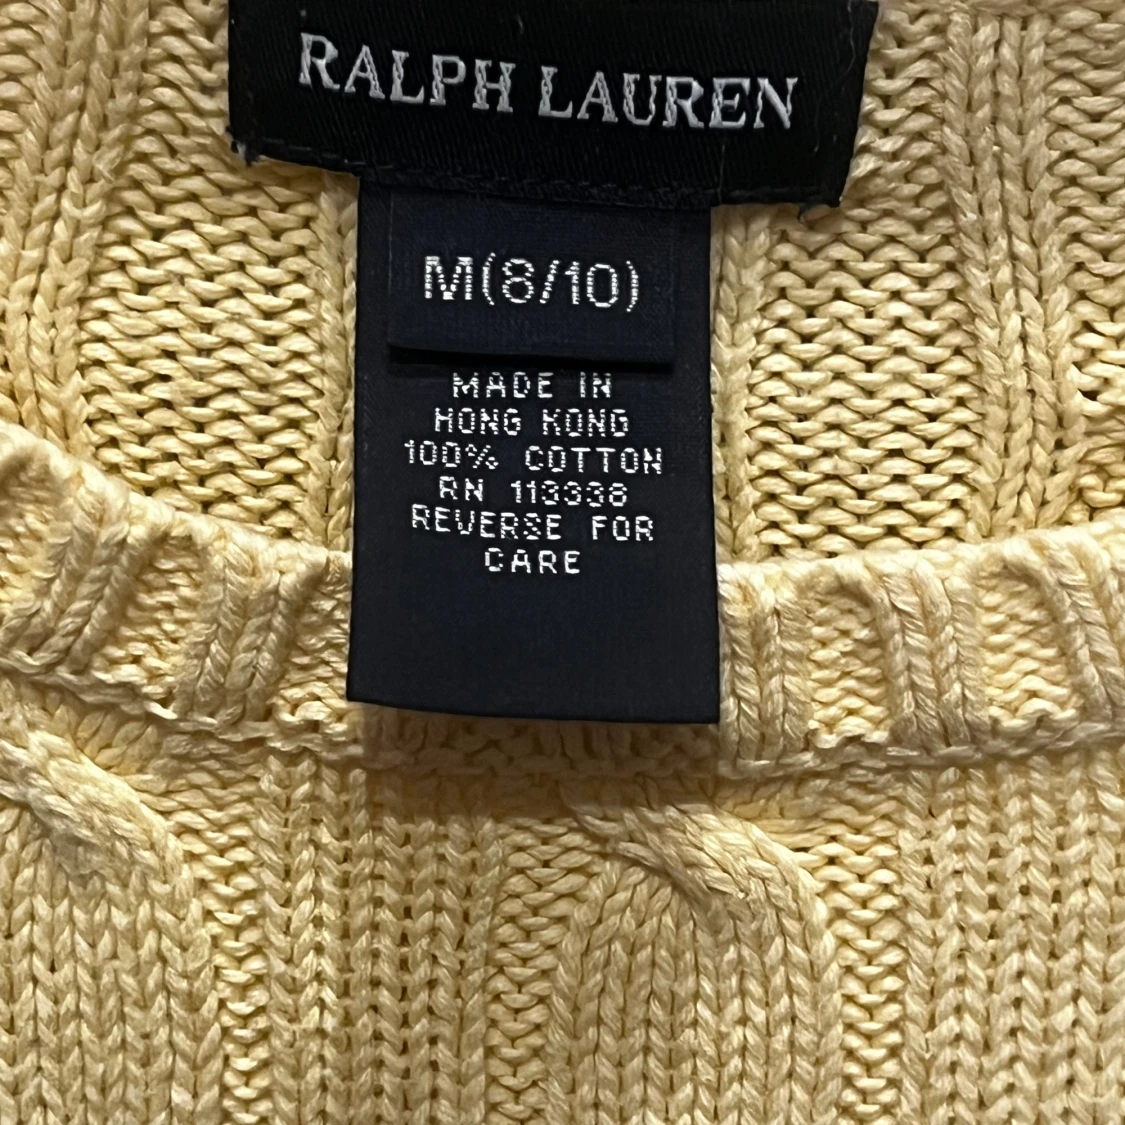 RALPH LAUREN
M(8/10)
MADE IN
HONG KONG
100% COTTON
RN 113338
REVERSE FOR
CARE